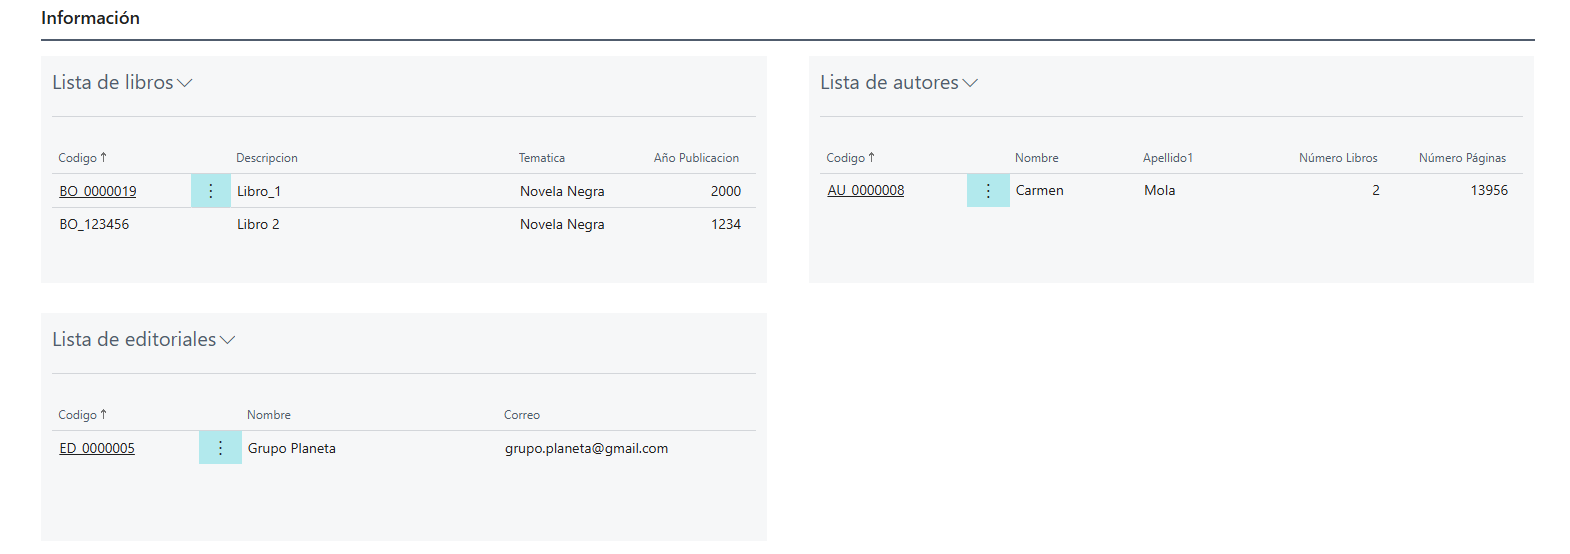 Información
Lista de libros
Codigo ↑ Descripcion Tematica Año Publicacion
BO_0000019 Libro_1 Novela Negra 2000
BO_123456 Libro 2 Novela Negra 1234
Lista de autores
Codigo ↑ Nombre Apellido1 Número Libros Número Páginas
AU_0000008 Carmen Mola 2 13956
Lista de editoriales
Codigo ↑ Nombre Correo
ED_0000005 Grupo Planeta grupo.planeta@gmail.com